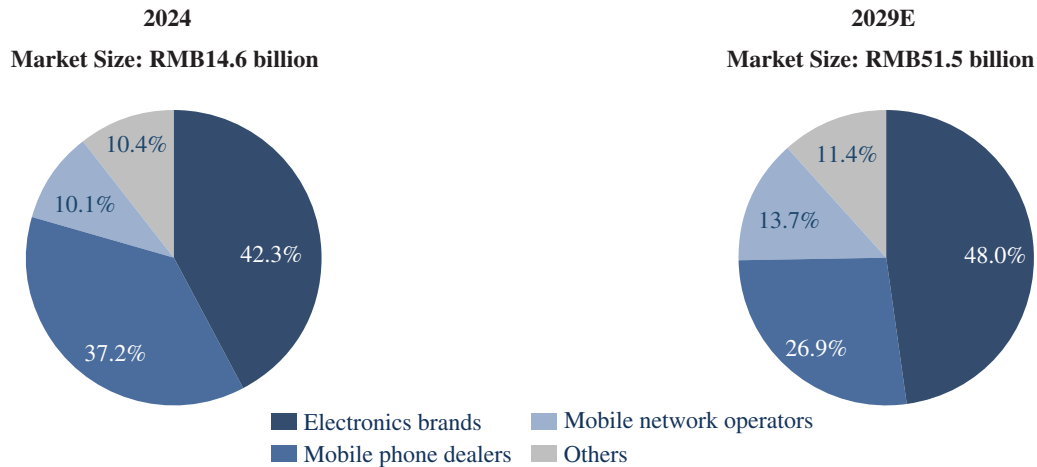 2024
Market Size: RMB14.6 billion
10.4%
10.1%
42.3%
37.2%
2029E
Market Size: RMB51.5 billion
11.4%
13.7%
48.0%
26.9%
Electronics brands
Mobile network operators
Mobile phone dealers
Others